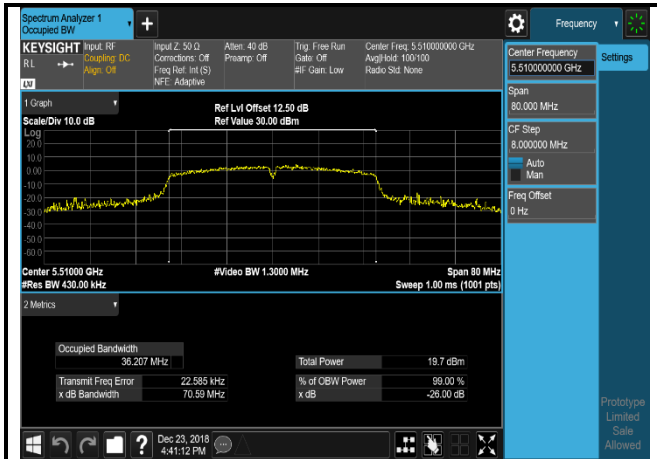 Spectrum Analyzer 1
Occupied BW
+
Frequency
KEYSIGHT
RL
LXI
Input: RF
Coupling: DC
Align: Off
Input Z: 50 Ω
Corrections: Off
Freq Ref: Int (S)
NFE: Adaptive
Atten: 40 dB
Preamp: Off
Trig: Free Run
Gate: Off
#IF Gain: Low
Center Freq: 5.510000000 GHz
Avg|Hold: 100/100
Radio Std: None
Center Frequency
5.510000000 GHz
Settings
Span
80.000 MHz
CF Step
8.000000 MHz
Auto
Man
Freq Offset
0 Hz
1 Graph
Scale/Div 10.0 dB
Ref Lvl Offset 12.50 dB
Ref Value 30.00 dBm
Log
20.0
10.0
0.00
-10.0
-20.0
-30.0
-40.0
-50.0
-60.0
Center 5.51000 GHz
#Res BW 430.00 kHz
#Video BW 1.3000 MHz
Span 80 MHz
Sweep 1.00 ms (1001 pts)
2 Metrics
Occupied Bandwidth
36.207 MHz
Total Power 19.7 dBm
Transmit Freq Error 22.585 kHz
% of OBW Power 99.00 %
x dB Bandwidth 70.59 MHz
x dB -26.00 dB
Prototype
Limited
Sale
Allowed
?
Dec 23, 2018
4:41:12 PM